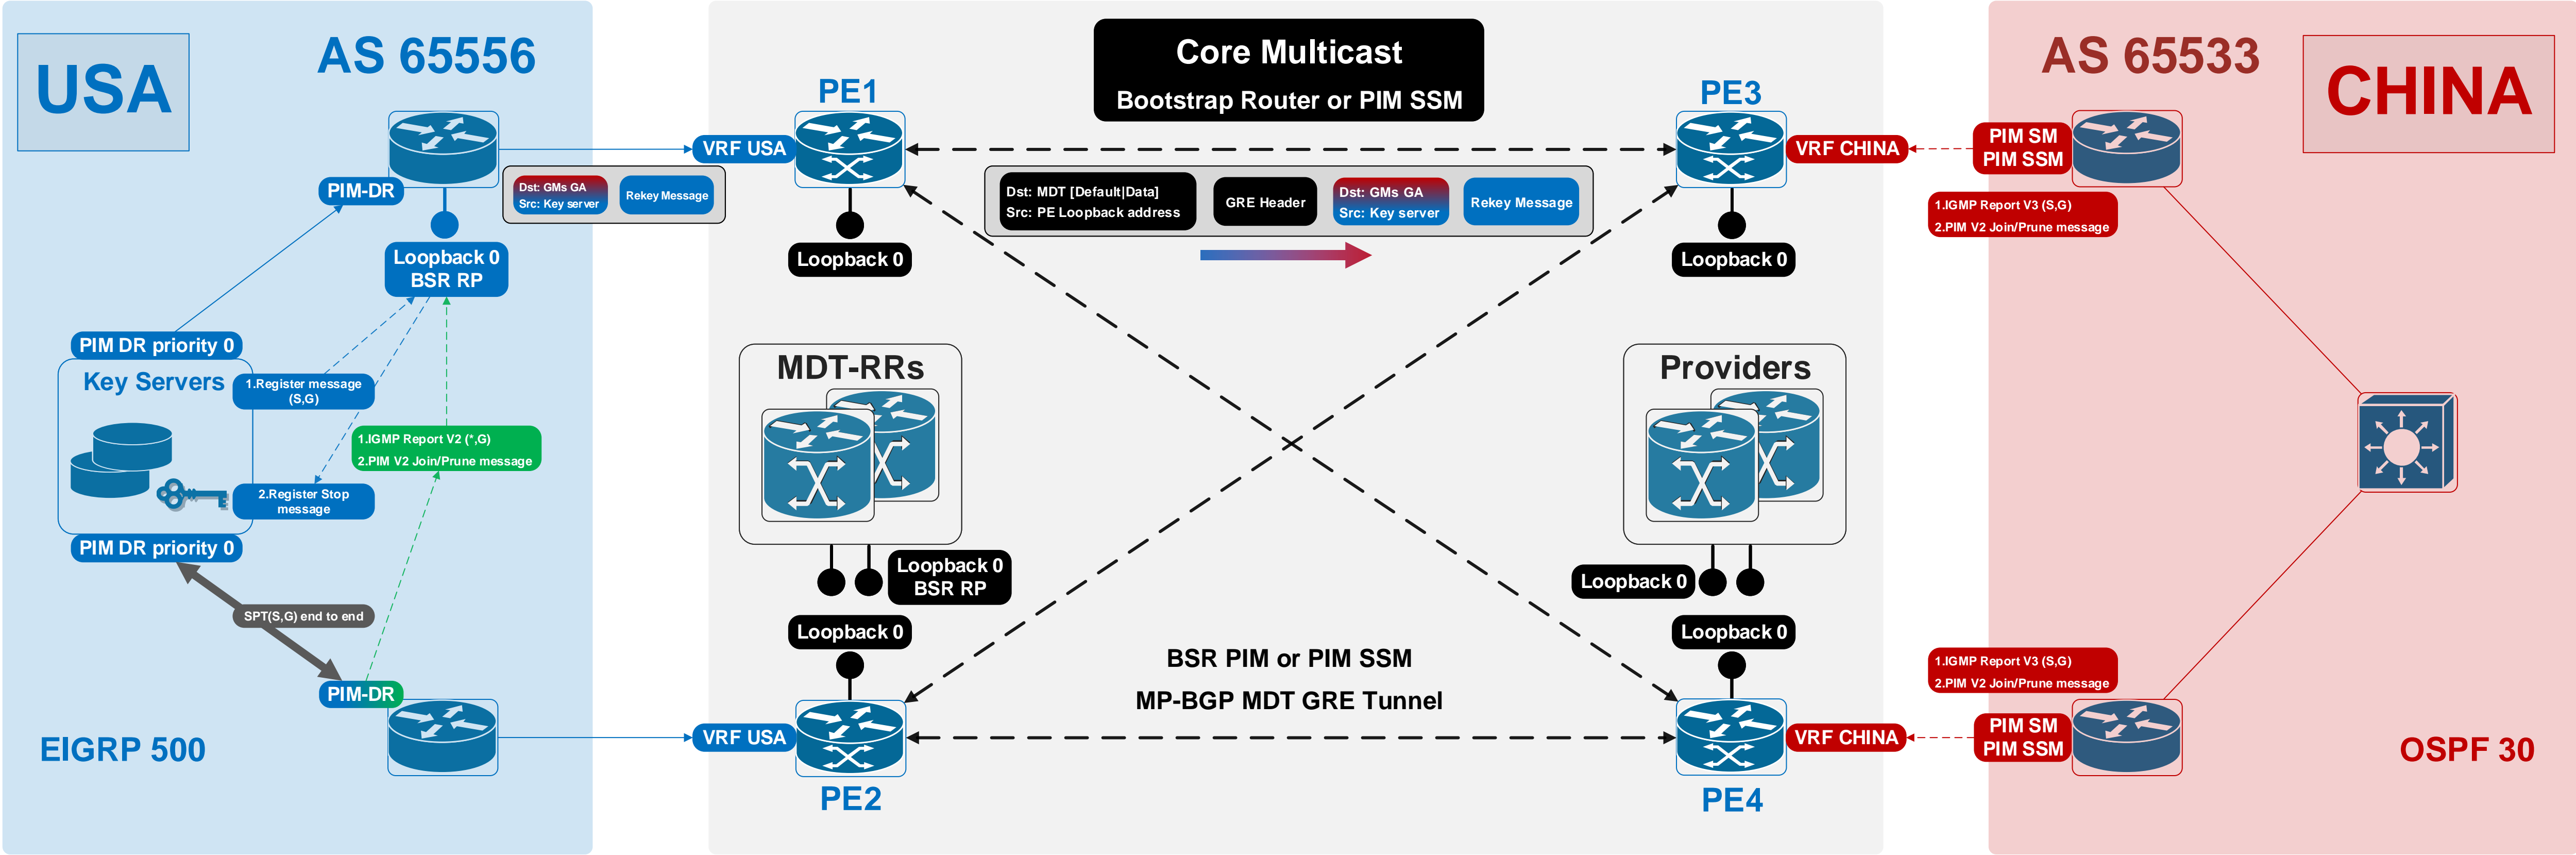 USA
AS 65556
PIM-DR
Loopback 0
BSR RP
PIM DR priority 0
Key Servers
1.Register message
(S,G)
1.IGMP Report V2 (*,G)
2.PIM V2 Join/Prune message
2.Register Stop
message
PIM DR priority 0
SPT(S,G) end to end
PIM-DR
EIGRP 500
VRF USA
Dst: GMs GA
Src: Key server
Rekey Message
VRF USA
PE1
Loopback 0
Core Multicast
Bootstrap Router or PIM SSM
PE3
Loopback 0
Dst: MDT [Default|Data]
Src: PE Loopback address
GRE Header
Dst: GMs GA
Src: Key server
Rekey Message
MDT-RRs
Loopback 0
BSR RP
Providers
Loopback 0
Loopback 0
PE2
BSR PIM or PIM SSM
MP-BGP MDT GRE Tunnel
Loopback 0
PE4
VRF CHINA
VRF CHINA
AS 65533
CHINA
PIM SM
PIM SSM
1.IGMP Report V3 (S,G)
2.PIM V2 Join/Prune message
1.IGMP Report V3 (S,G)
2.PIM V2 Join/Prune message
PIM SM
PIM SSM
OSPF 30